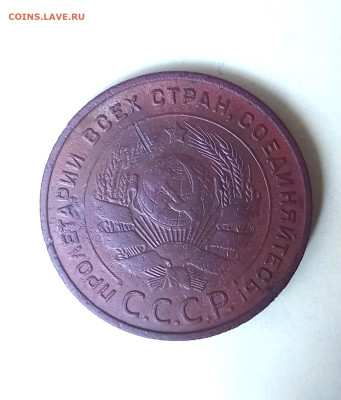 COINS.LAVE.RU
ПРОЛЕТАРИИ ВСЕХ СТРАН, СОЕДИНЯЙТЕСЬ!
С.С.С.Р.